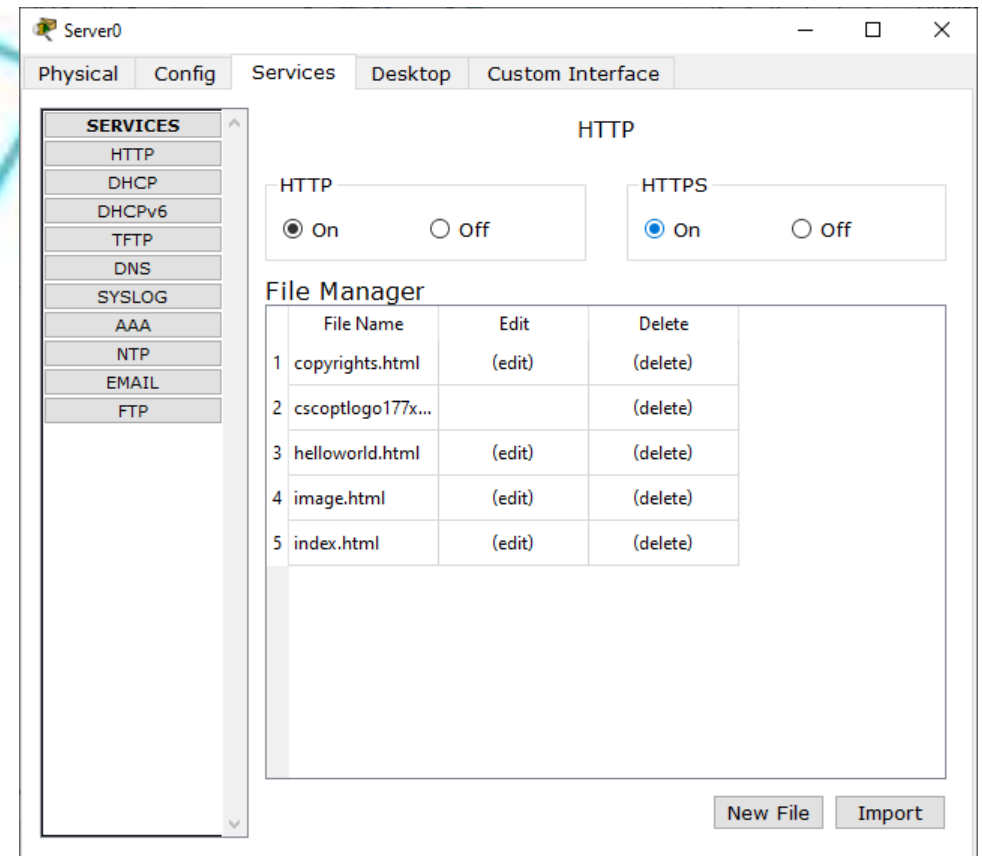 Server0
Physical Config Services Desktop Custom Interface
SERVICES
HTTP
DHCP
DHCPv6
TFTP
DNS
SYSLOG
AAA
NTP
EMAIL
FTP
HTTP
HTTP HTTPS
On Off On Off
File Manager
File Name Edit Delete
1 copyrights.html (edit) (delete)
2 cscoptlogo177x... (delete)
3 helloworld.html (edit) (delete)
4 image.html (edit) (delete)
5 index.html (edit) (delete)
New File Import